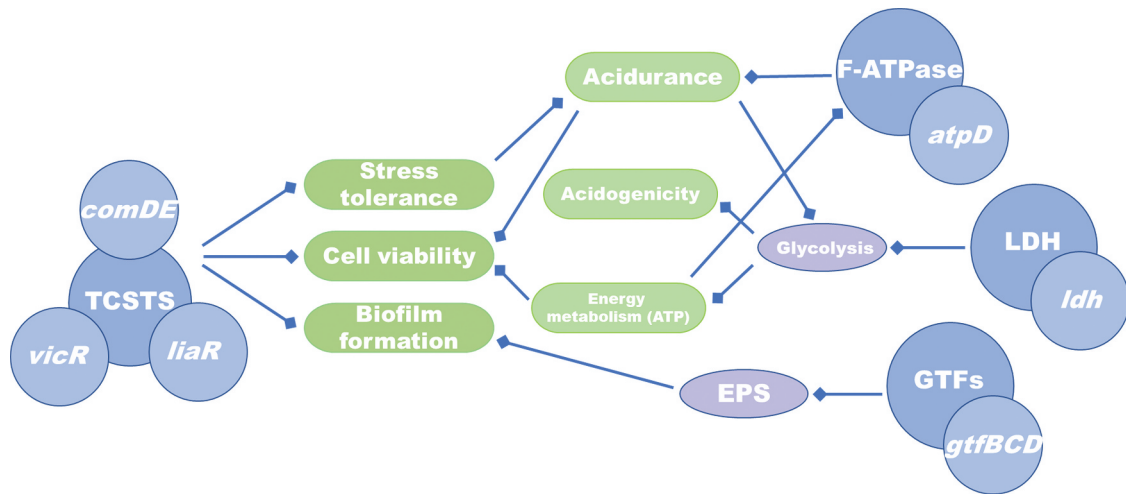 comDE
TCSTS
vicR
liaR
Stress
tolerance
Cell viability
Biofilm
formation
Acidurance
Acidogenicity
Energy
metabolism (ATP)
Glycolysis
EPS
F-ATPase
atpD
LDH
ldh
GTFs
gtfBCD